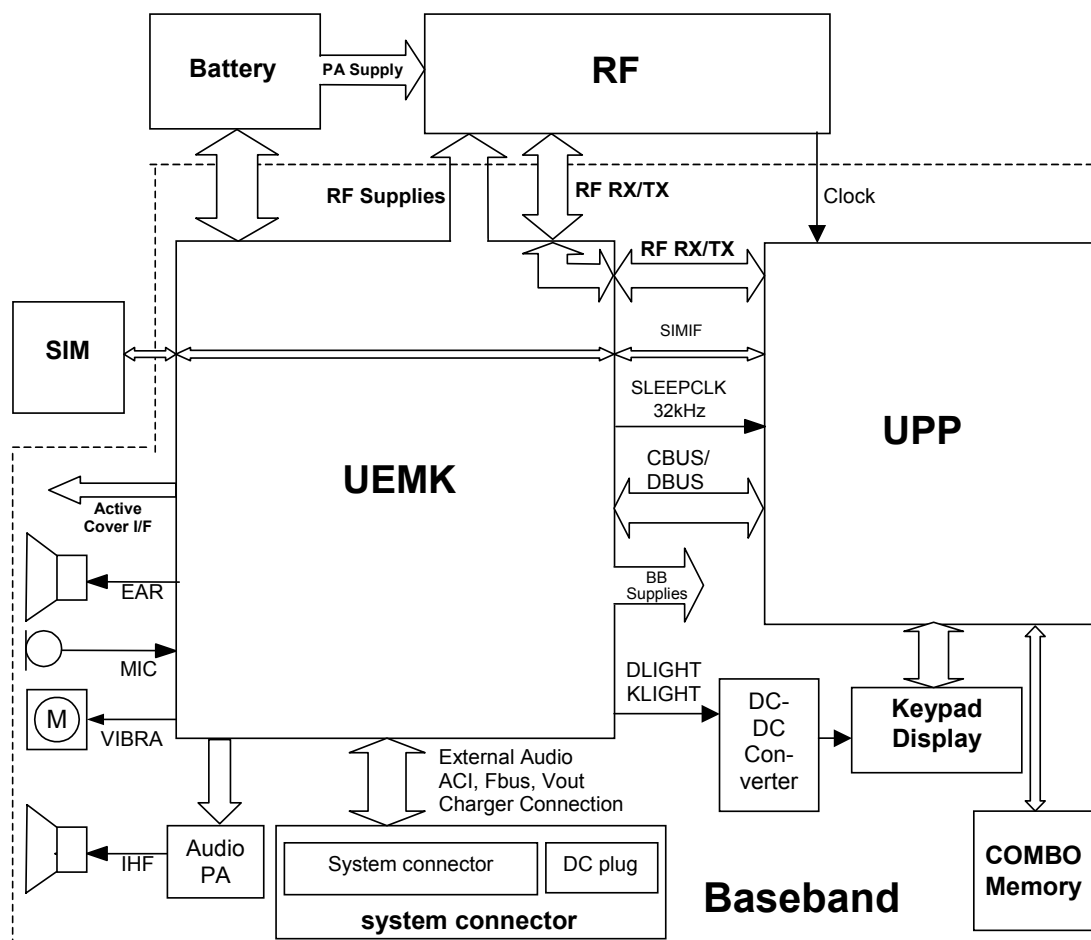 Battery
PA Supply
RF
RF Supplies
RF RX/TX
Clock
RF RX/TX
SIM
SIMIF
SLEEPCLK
32kHz
UEMK
UPP
CBUS/
DBUS
Active
Cover I/F
EAR
BB
Supplies
MIC
DLIGHT
KLIGHT
M
VIBRA
DC-
DC
Con-
verter
Keypad
Display
External Audio
ACI, Fbus, Vout
Charger Connection
IHF
Audio
PA
System connector
DC plug
system connector
Baseband
COMBO
Memory